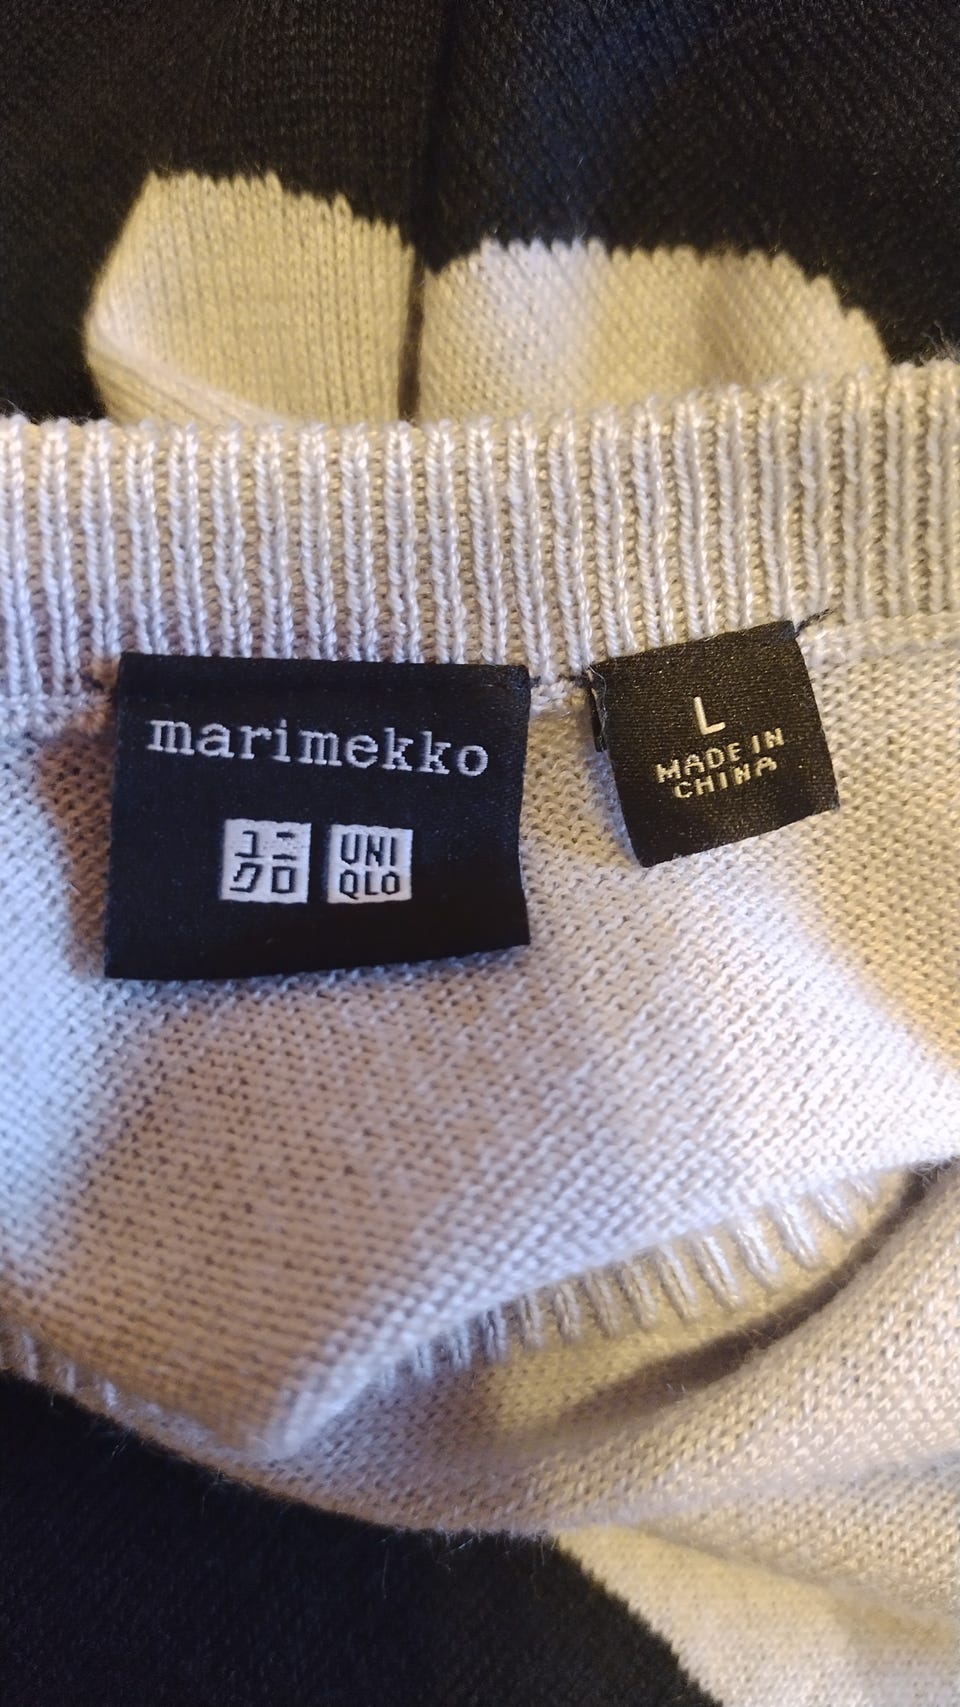 marimekko
ユニ
クロ
UNI
QLO
L
MADE IN
CHINA